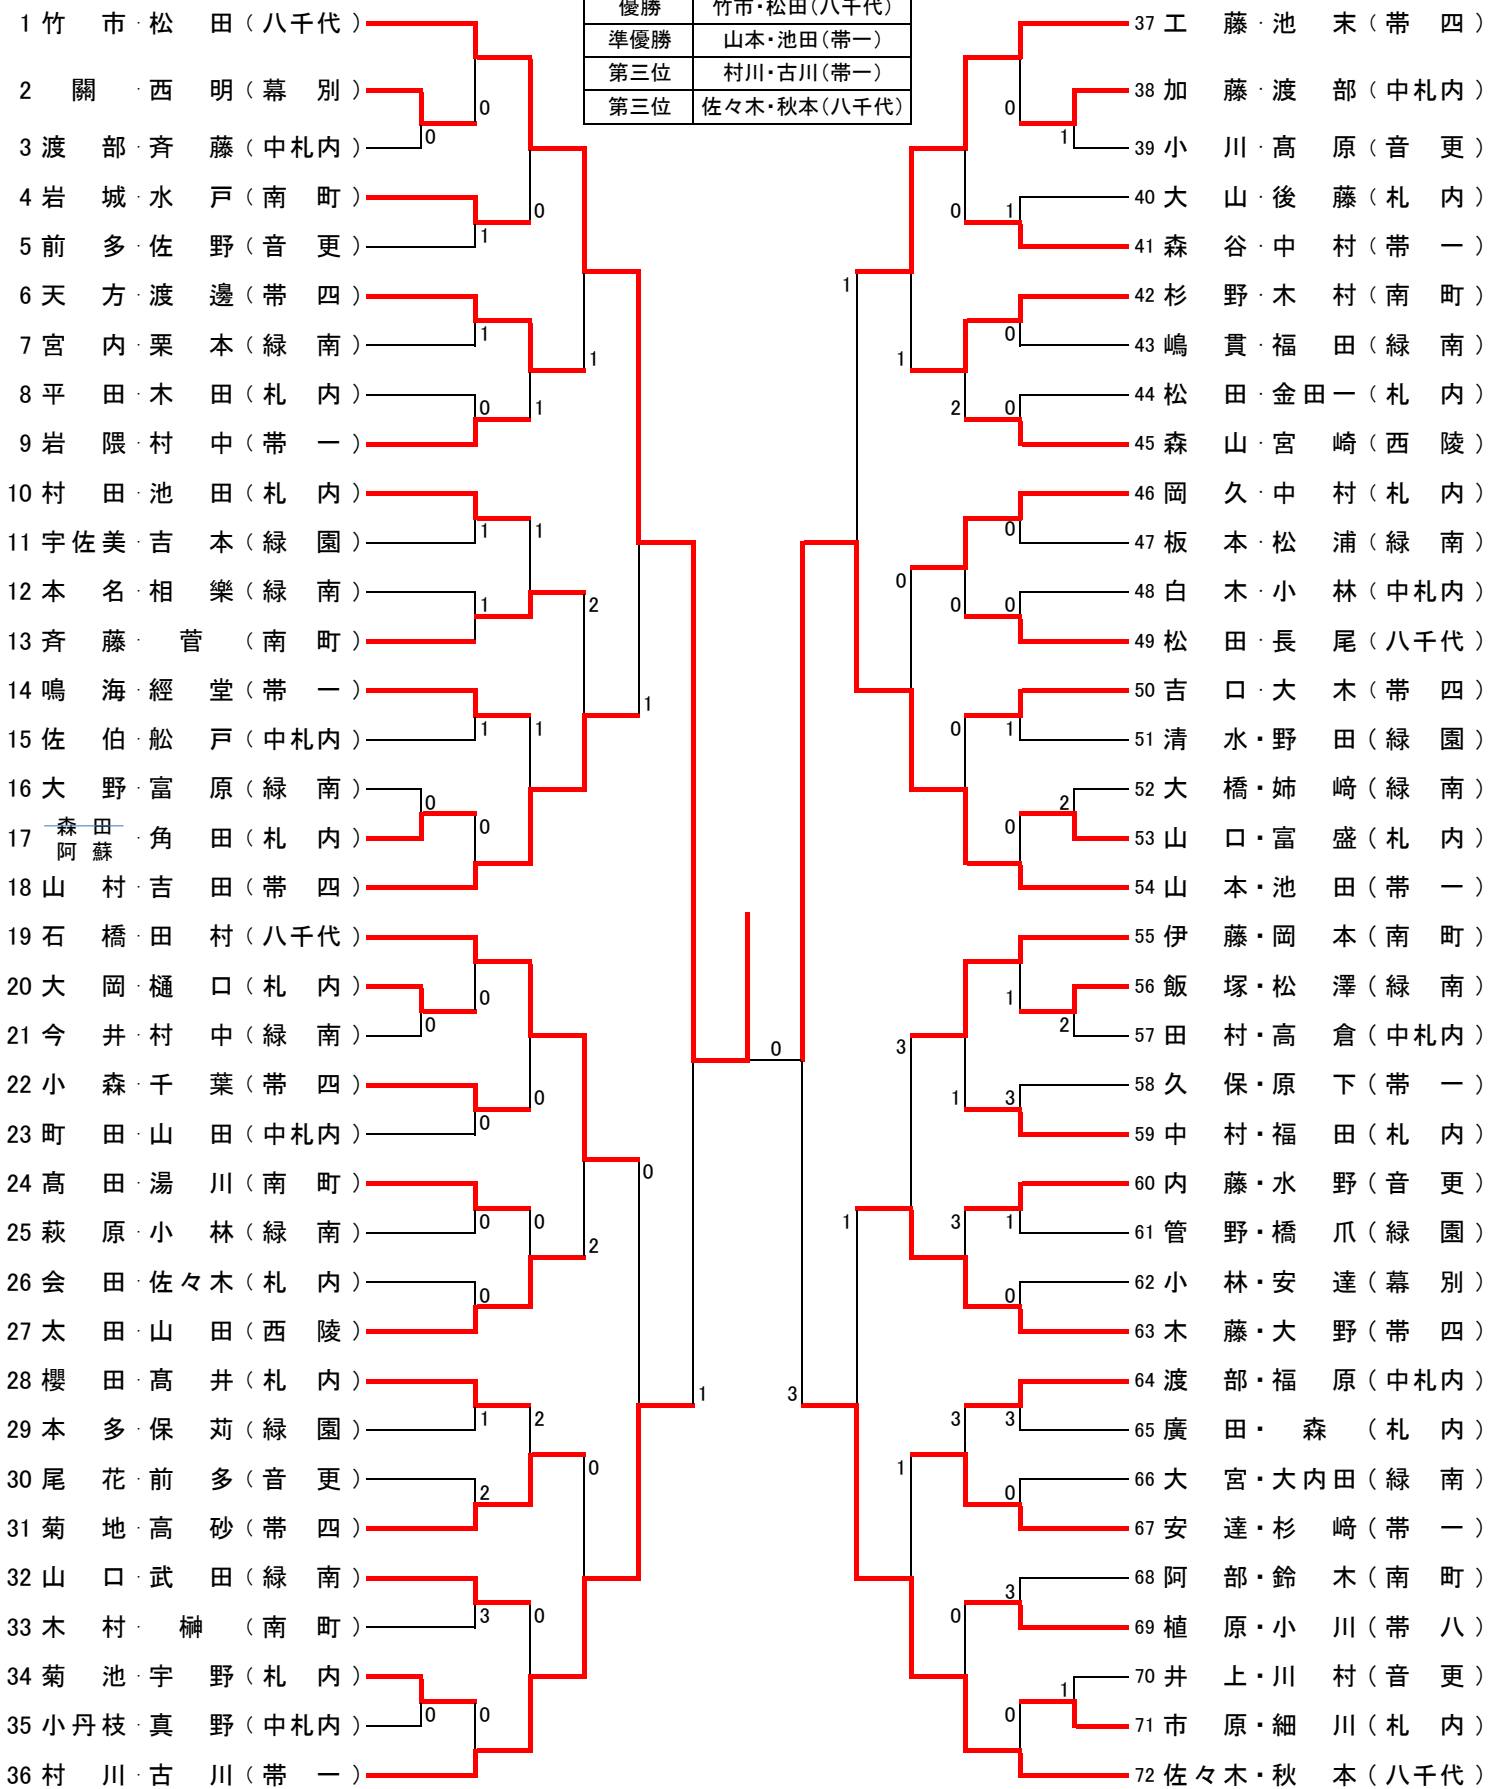 優勝 竹市・松田(八千代)
準優勝 山本・池田(帯一)
第三位 村川・古川(帯一)
第三位 佐々木・秋本(八千代)
1 竹市・松田（八千代）
2 關・西明（幕別）
3 渡部・斉藤（中札内）
4 岩城・水戸（南町）
5 前多・佐野（音更）
6 天方・渡邊（帯四）
7 宮内・栗本（緑南）
8 平田・木田（札内）
9 岩隈・村中（帯一）
10 村田・池田（札内）
11 宇佐美・吉本（緑園）
12 本名・相樂（緑南）
13 斉藤・菅（南町）
14 鳴海・經堂（帯一）
15 佐伯・舩戸（中札内）
16 大野・富原（緑南）
17 森田 阿蘇・角田（札内）
18 山村・吉田（帯四）
19 石橋・田村（八千代）
20 大岡・樋口（札内）
21 今井・村中（緑南）
22 小森・千葉（帯四）
23 町田・山田（中札内）
24 髙田・湯川（南町）
25 萩原・小林（緑南）
26 会田・佐々木（札内）
27 太田・山田（西陵）
28 櫻田・髙井（札内）
29 本多・保苅（緑園）
30 尾花・前多（音更）
31 菊地・高砂（帯四）
32 山口・武田（緑南）
33 木村・榊（南町）
34 菊池・宇野（札内）
35 小丹枝・真野（中札内）
36 村川・古川（帯一）
37 工藤・池末（帯四）
38 加藤・渡部（中札内）
39 小川・髙原（音更）
40 大山・後藤（札内）
41 森谷・中村（帯一）
42 杉野・木村（南町）
43 嶋貫・福田（緑南）
44 松田・金田一（札内）
45 森山・宮崎（西陵）
46 岡久・中村（札内）
47 板本・松浦（緑南）
48 白木・小林（中札内）
49 松田・長尾（八千代）
50 吉口・大木（帯四）
51 清水・野田（緑園）
52 大橋・姉﨑（緑南）
53 山口・富盛（札内）
54 山本・池田（帯一）
55 伊藤・岡本（南町）
56 飯塚・松澤（緑南）
57 田村・高倉（中札内）
58 久保・原下（帯一）
59 中村・福田（札内）
60 内藤・水野（音更）
61 管野・橋爪（緑園）
62 小林・安達（幕別）
63 木藤・大野（帯四）
64 渡部・福原（中札内）
65 廣田・森（札内）
66 大宮・大内田（緑南）
67 安達・杉﨑（帯一）
68 阿部・鈴木（南町）
69 植原・小川（帯八）
70 井上・川村（音更）
71 市原・細川（札内）
72 佐々木・秋本（八千代）